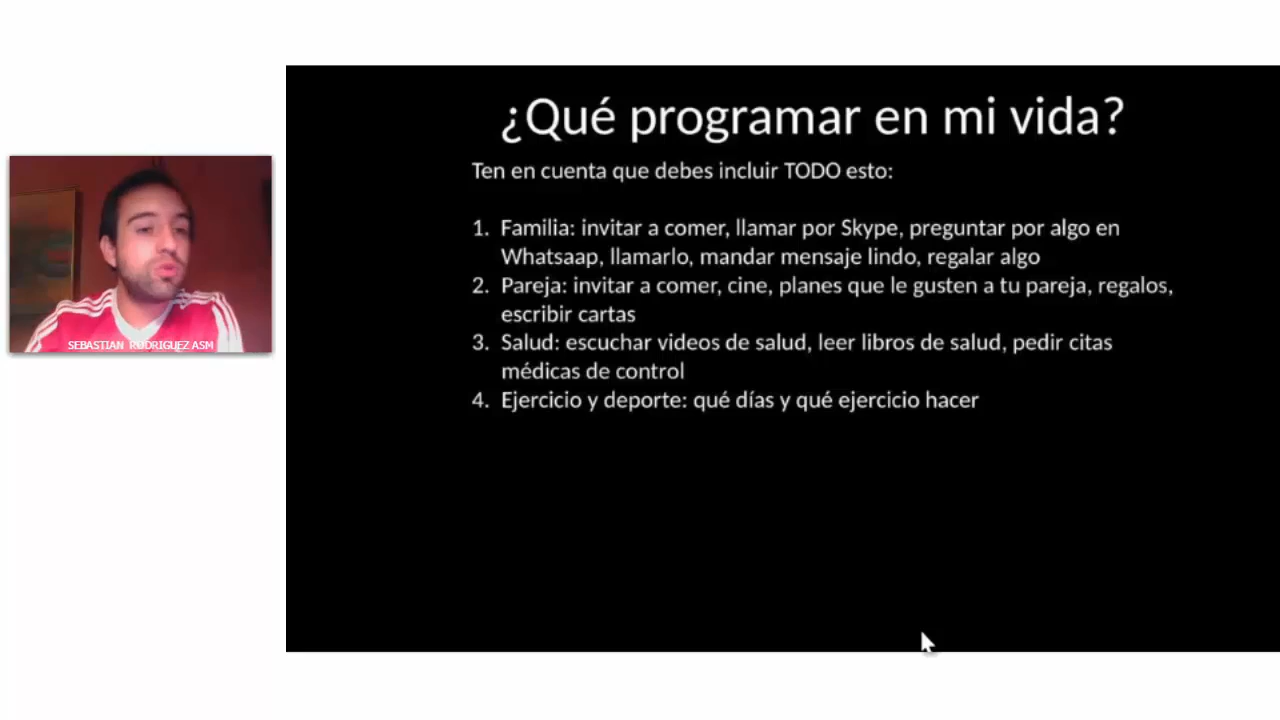 ¿Qué programar en mi vida?
Ten en cuenta que debes incluir TODO esto:
1. Familia: invitar a comer, llamar por Skype, preguntar por algo en
Whatsaap, llamarlo, mandar mensaje lindo, regalar algo
2. Pareja: invitar a comer, cine, planes que le gusten a tu pareja, regalos,
escribir cartas
3. Salud: escuchar videos de salud, leer libros de salud, pedir citas
médicas de control
4. Ejercicio y deporte: qué días y qué ejercicio hacer
SEBASTIAN RODRIGUEZ ASM